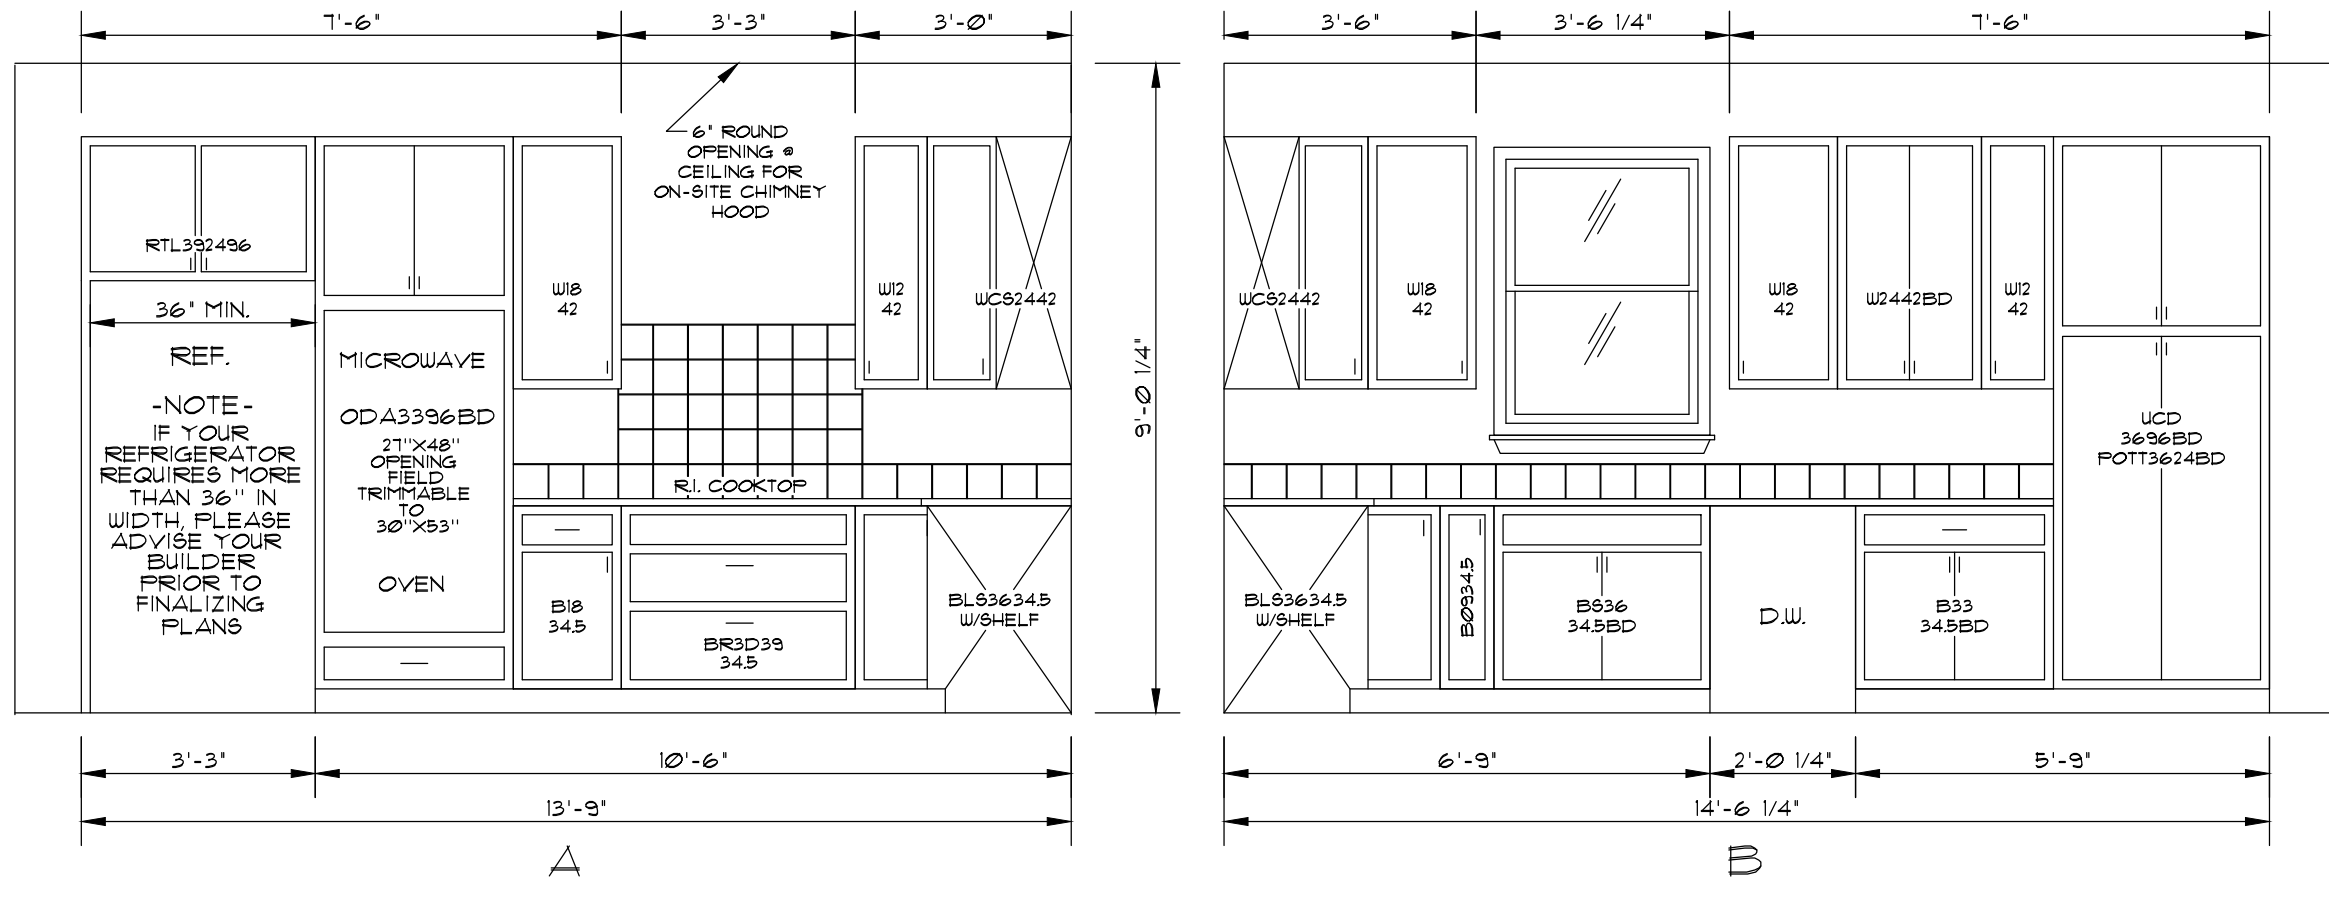 7'-6" 3'-3" 3'-0"
6" ROUND
OPENING @
CEILING FOR
ON-SITE CHIMNEY
HOOD
RTL392496
36" MIN.
REF.
-NOTE-
IF YOUR
REFRIGERATOR
REQUIRES MORE
THAN 36" IN
WIDTH, PLEASE
ADVISE YOUR
BUILDER
PRIOR TO
FINALIZING
PLANS
MICROWAVE
ODA3396BD
27"X48"
OPENING
FIELD
TRIMMABLE
TO
30"X53"
OVEN
W18
42
W12
42
WCS2442
R.I. COOKTOP
B18
34.5
BR3D39
34.5
BLS3634.5
W/SHELF
3'-3" 10'-6"
13'-9"
A
9'-0 1/4"
3'-6" 3'-6 1/4" 7'-6"
WCS2442
W18
42
W18
42
W2442BD
W12
42
UCD
3696BD
POTT3624BD
BLS3634.5
W/SHELF
B0934.5
BS36
34.5BD
D.W.
B33
34.5BD
6'-9" 2'-0 1/4" 5'-9"
14'-6 1/4"
B